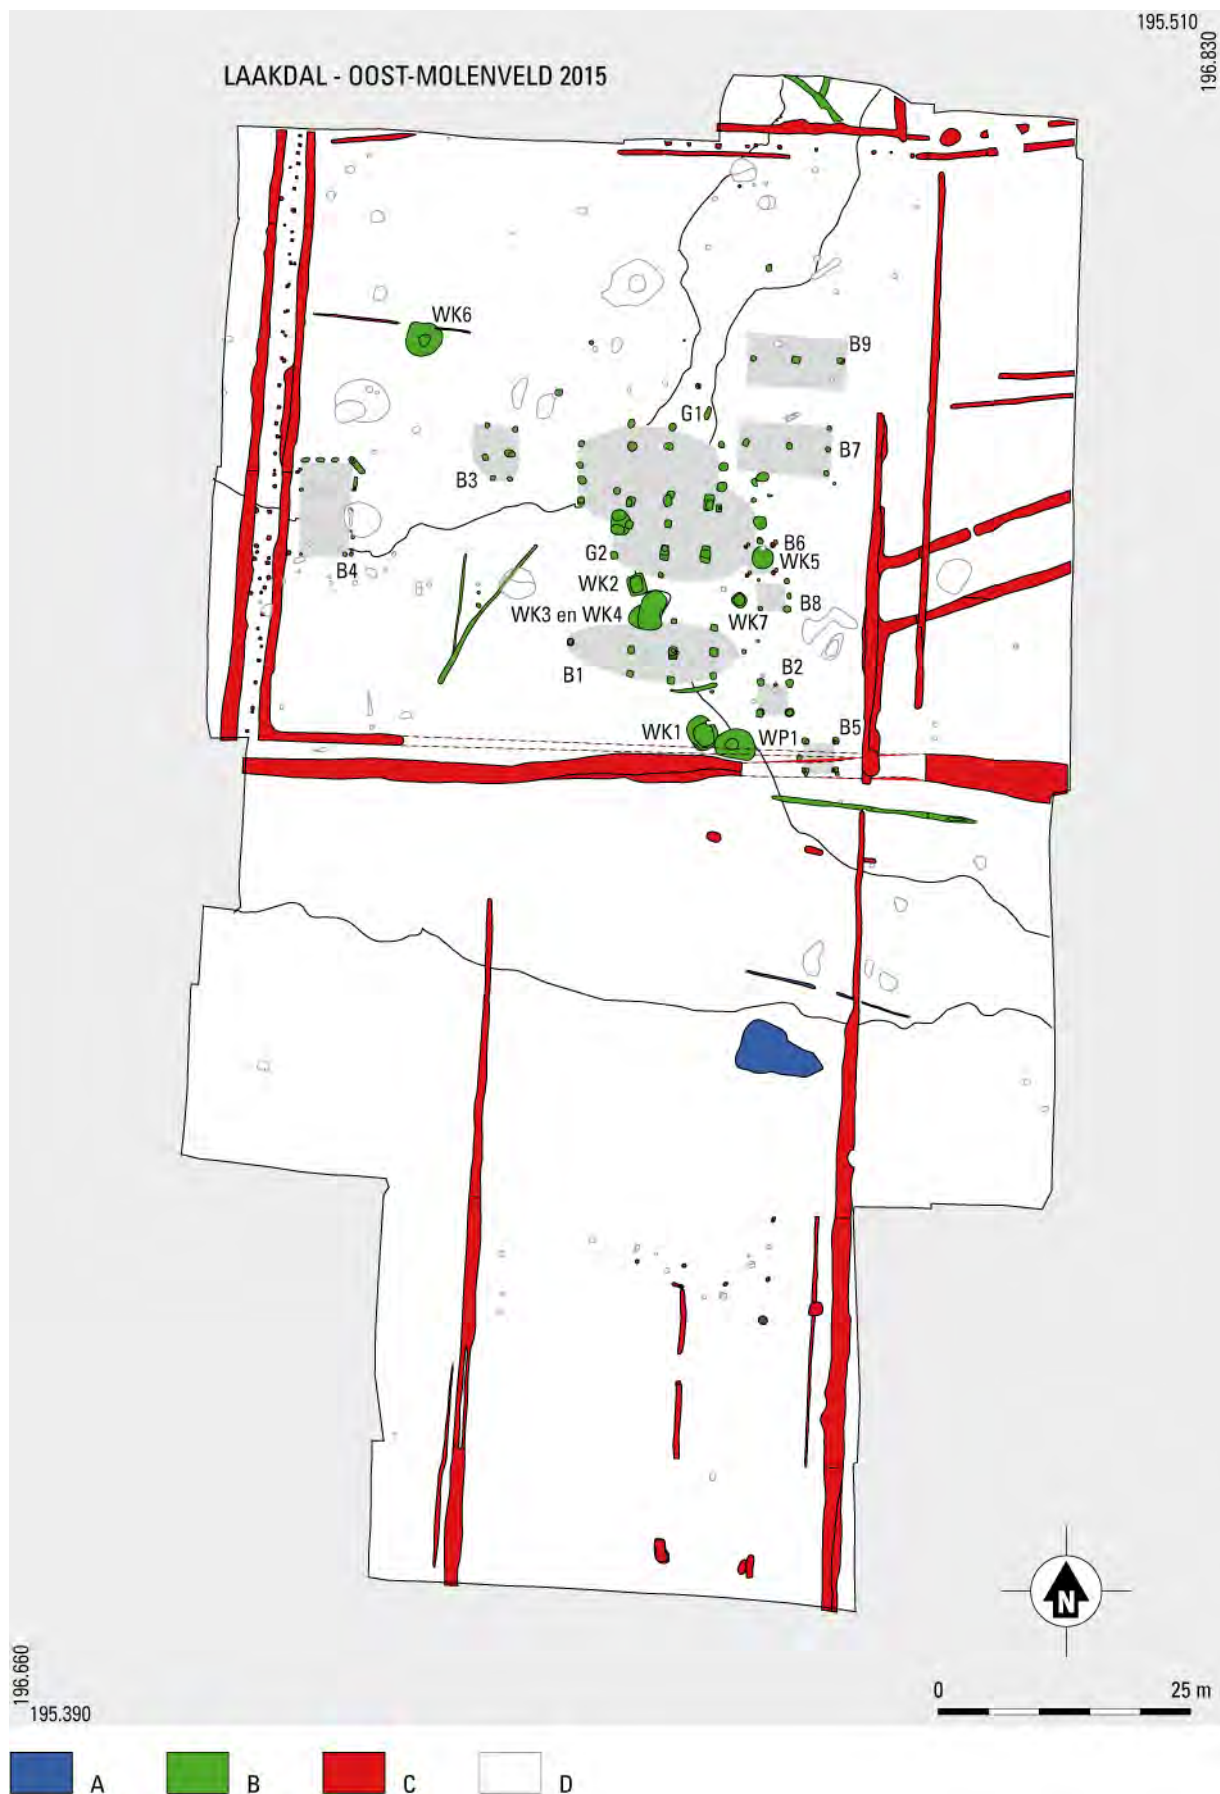 195.510
196.830
LAAKDAL - OOST-MOLENVELD 2015
WK6
B9
G1
B7
B3
B6
G2
WK5
B4
WK2
B8
WK3 en WK4
WK7
B1
B2
WK1
WP1
B5
N
196.660
0
25 m
195.390
A
B
C
D